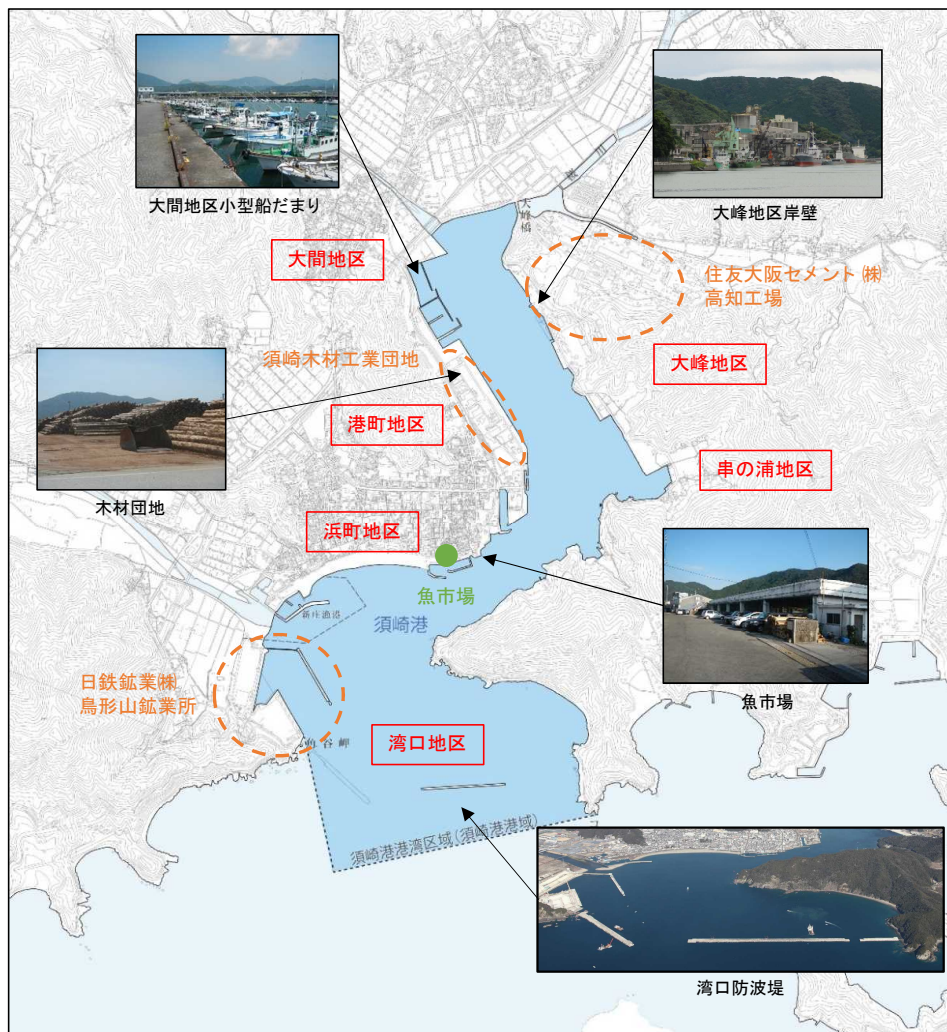 大間地区小型船だまり
大峰地区岸壁
大峰橋
大間地区
住友大阪セメント㈱
高知工場
須崎木材工業団地
大峰地区
港町地区
串の浦地区
木材団地
浜町地区
魚市場
新庄漁港
須崎港
日鉄鉱業㈱
鳥形山鉱業所
魚市場
湾口地区
角谷岬
須崎港港湾区域(須崎港港域)
湾口防波堤